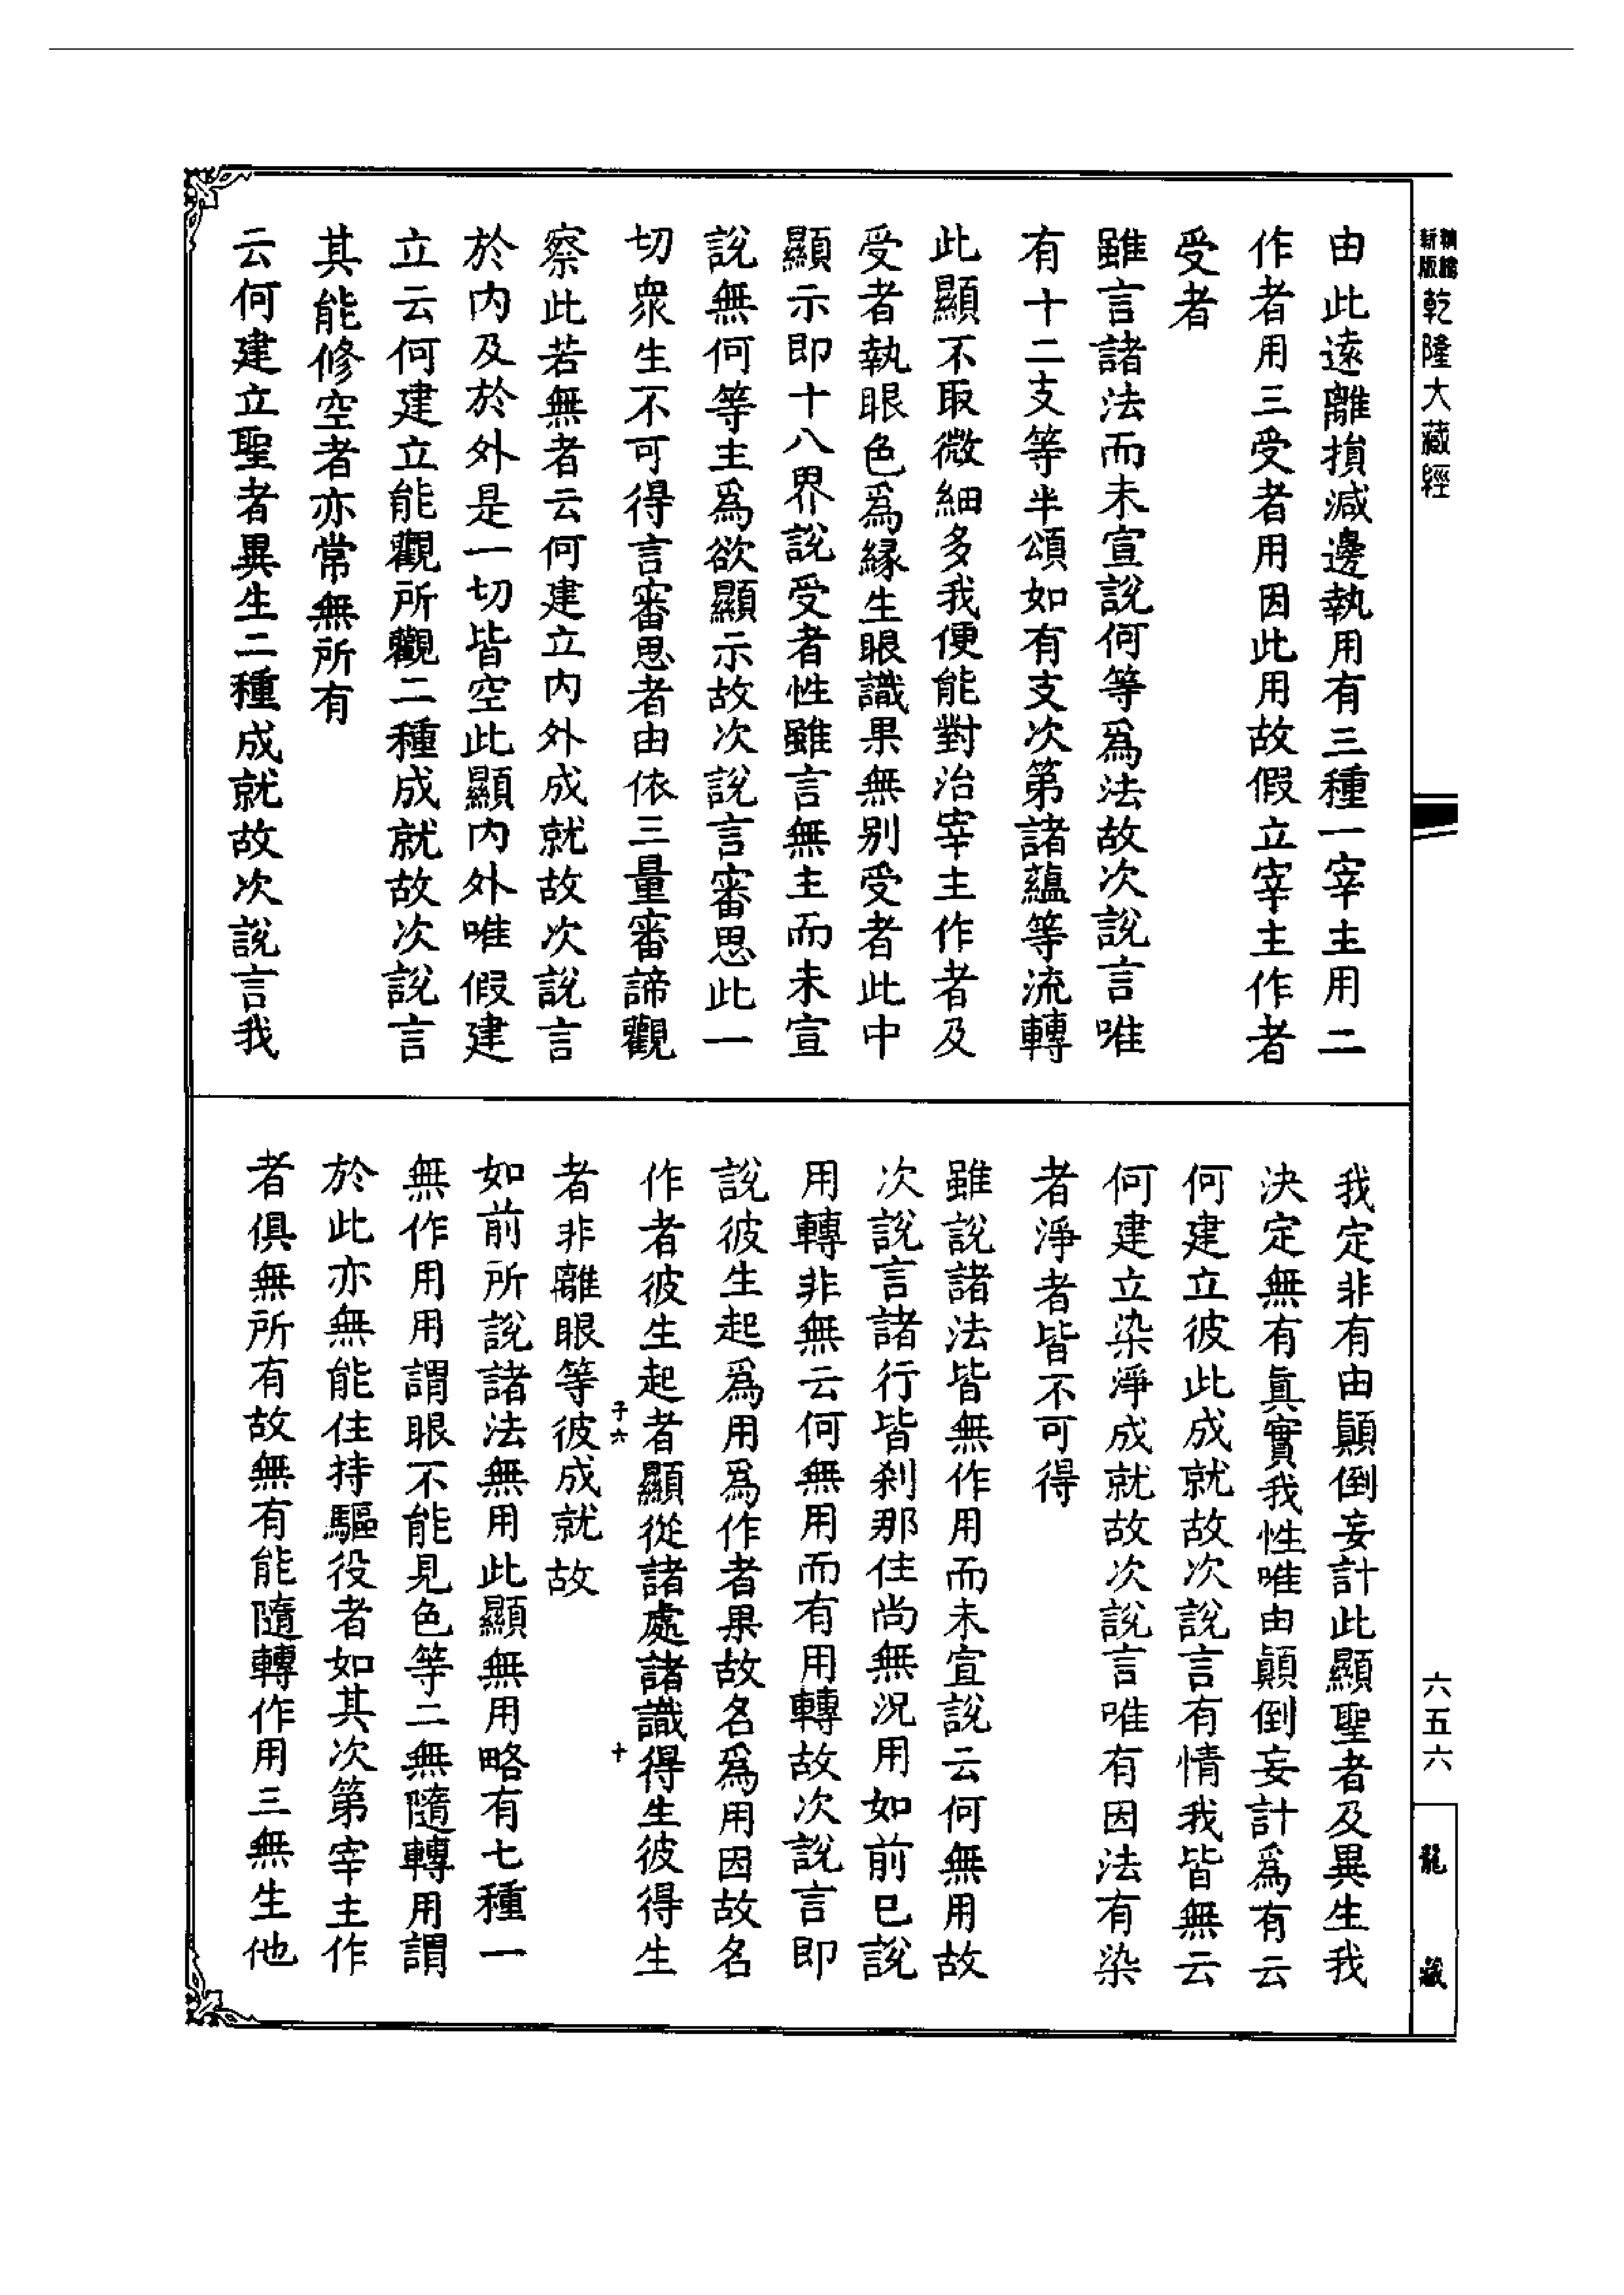 精縮
新版
乾隆大藏經
由此遠離損減邊執用有三種一宰主用二
作者用三受者用因此用故假立宰主作者
受者
雖言諸法而未宣說何等爲法故次說言唯
有十二支等半頌如有支次第諸蘊等流轉
此顯不取微細多我便能對治宰主作者及
受者執眼色爲緣生眼識果無別受者此中
顯示即十八界說受者性雖言無主而未宣
說無何等主爲欲顯示故次說言審思此一
切衆生不可得言審思者由依三量審諦觀
察此若無者云何建立內外成就故次說言
於內及於外是一切皆空此顯內外唯假建
立云何建立能觀所觀二種成就故次說言
其能修空者亦常無所有
云何建立聖者異生二種成就故次說言我
我定非有由顚倒妄計此顯聖者及異生我
決定無有眞實我性唯由顚倒妄計爲有云
何建立彼此成就故次說言有情我皆無云
何建立染淨成就故次說言唯有因法有染
者淨者皆不可得
雖說諸法皆無作用而未宣說云何無用故
次說言諸行皆刹那住尚無況用如前已說
用轉非無云何無用而有用轉故次說言即
說彼生起爲用爲作者果故名爲用因故名
作者彼生起者顯從諸處諸識得生彼得生
子六
十
者非離眼等彼成就故
如前所說諸法無用此顯無用略有七種一
無作用用謂眼不能見色等二無隨轉用謂
於此亦無能住持驅役者如其次第宰主作
者俱無所有故無有能隨轉作用三無生他
六五六
龍藏